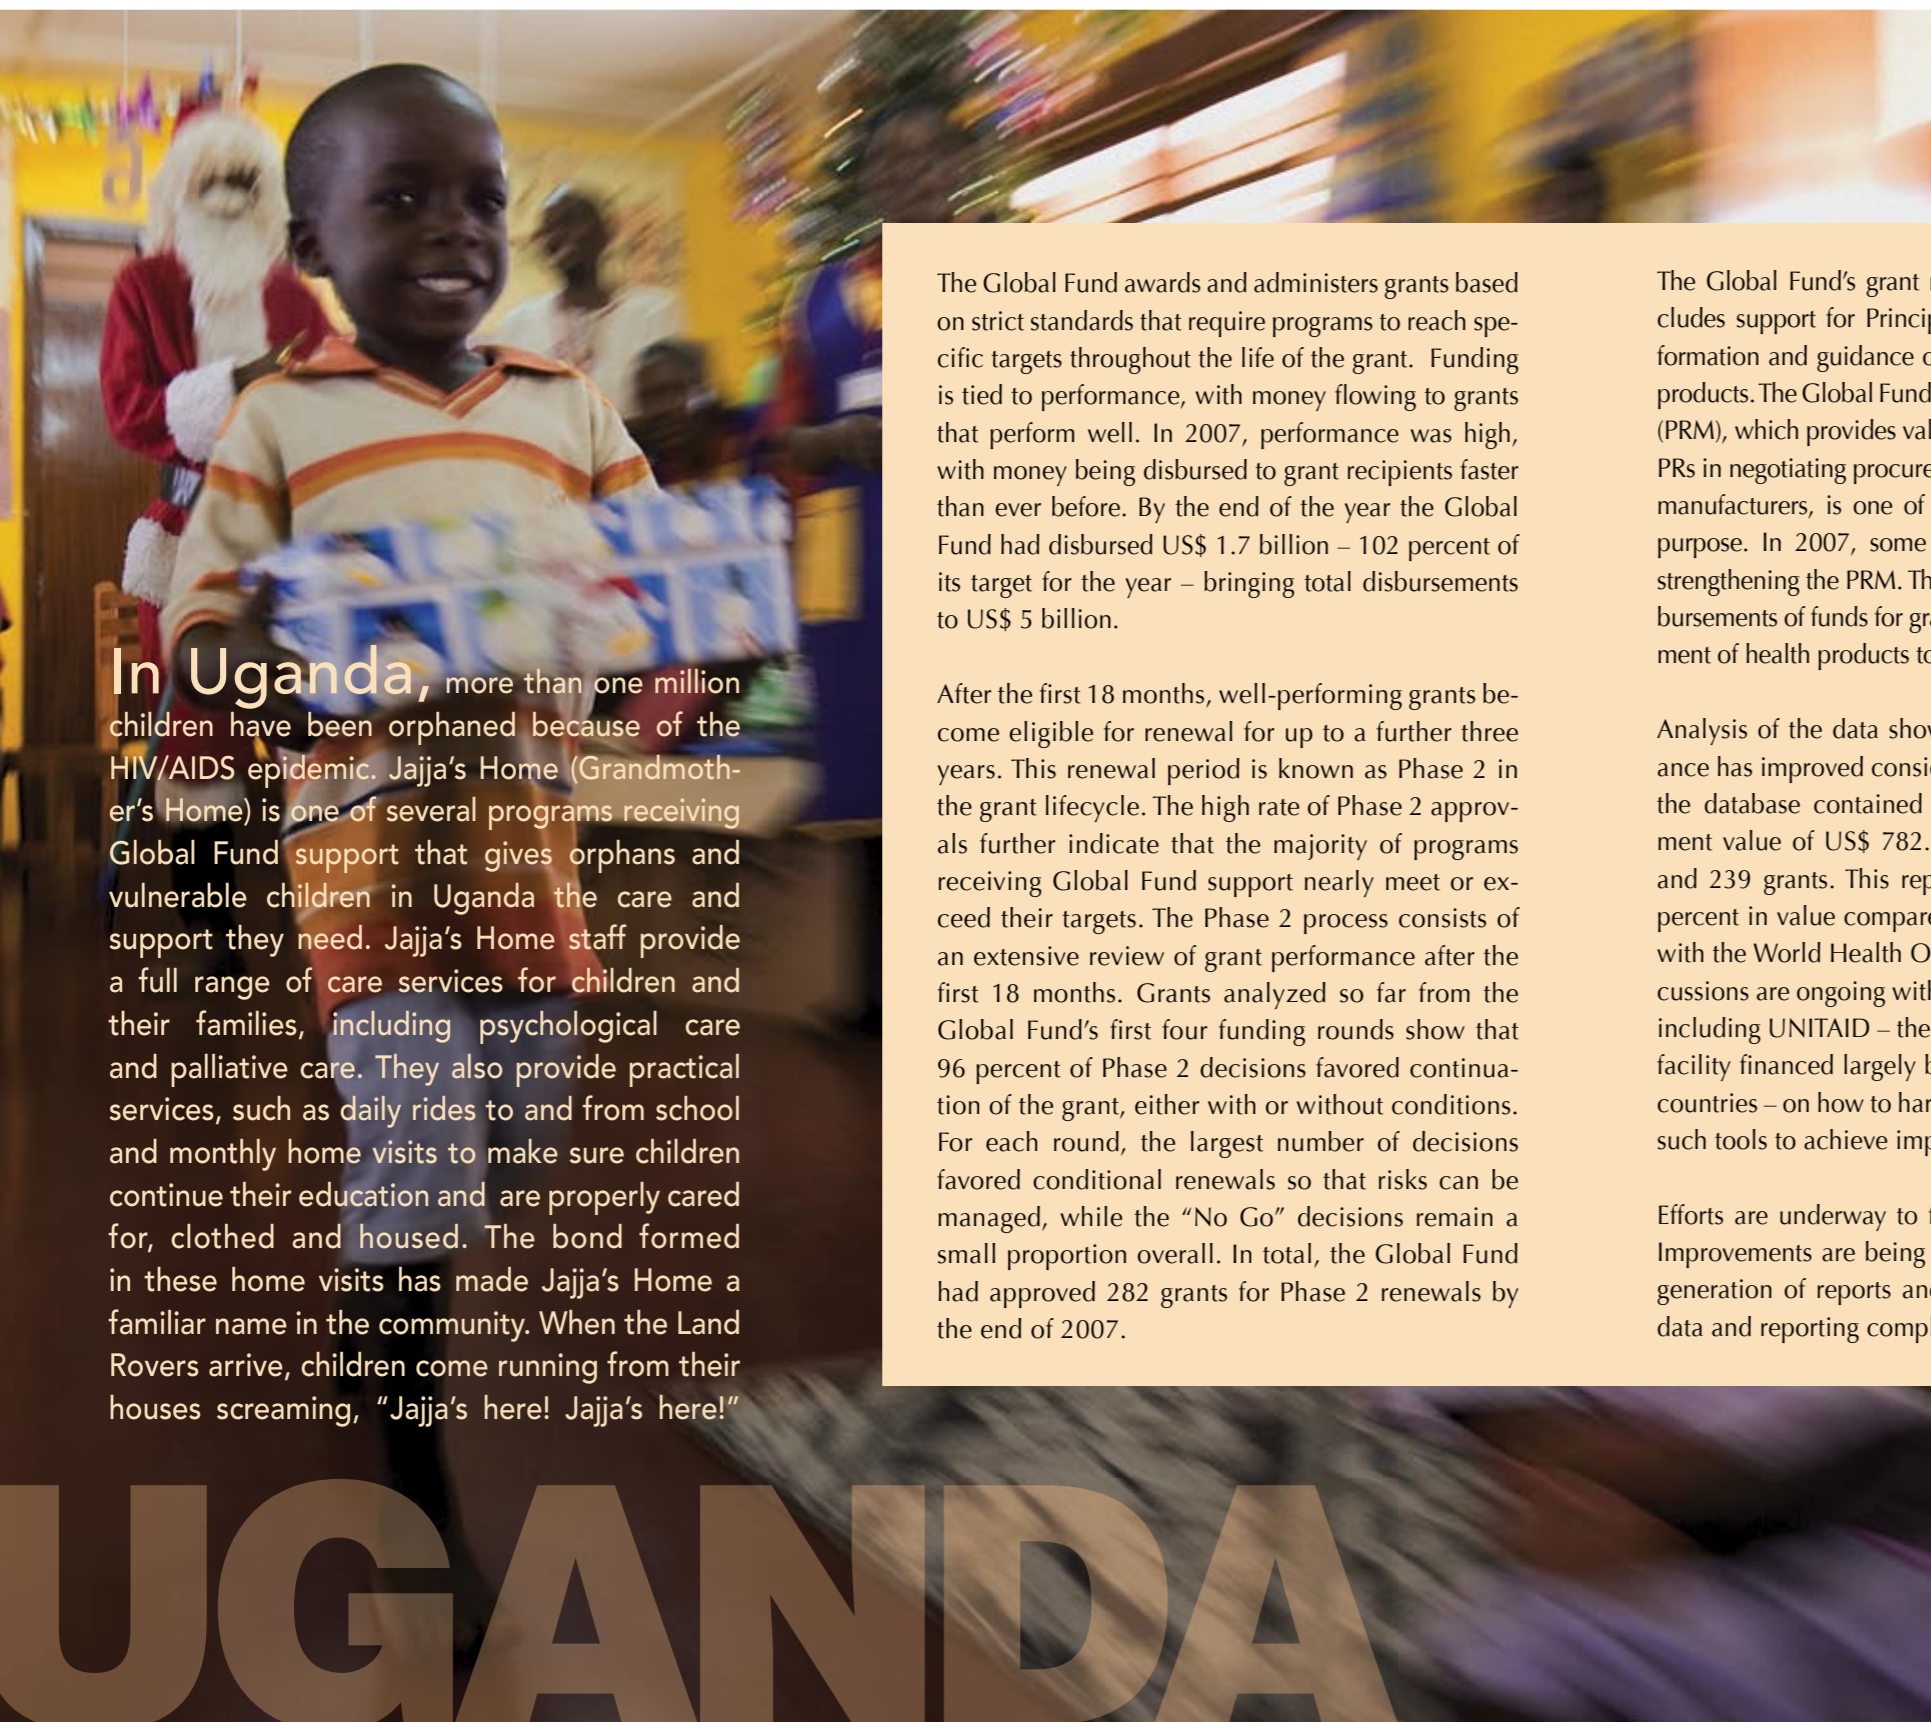 In Uganda, more than one million
children have been orphaned because of the
HIV/AIDS epidemic. Jajja's Home (Grandmoth-
er's Home) is one of several programs receiving
Global Fund support that gives orphans and
vulnerable children in Uganda the care and
support they need. Jajja's Home staff provide
a full range of care services for children and
their families, including psychological care
and palliative care. They also provide practical
services, such as daily rides to and from school
and monthly home visits to make sure children
continue their education and are properly cared
for, clothed and housed. The bond formed
in these home visits has made Jajja's Home a
familiar name in the community. When the Land
Rovers arrive, children come running from their
houses screaming, “Jajja's here! Jajja's here!”
The Global Fund awards and administers grants based
on strict standards that require programs to reach spe-
cific targets throughout the life of the grant. Funding
is tied to performance, with money flowing to grants
that perform well. In 2007, performance was high,
with money being disbursed to grant recipients faster
than ever before. By the end of the year the Global
Fund had disbursed US$ 1.7 billion – 102 percent of
its target for the year – bringing total disbursements
to US$ 5 billion.
After the first 18 months, well-performing grants be-
come eligible for renewal for up to a further three
years. This renewal period is known as Phase 2 in
the grant lifecycle. The high rate of Phase 2 approv-
als further indicate that the majority of programs
receiving Global Fund support nearly meet or ex-
ceed their targets. The Phase 2 process consists of
an extensive review of grant performance after the
first 18 months. Grants analyzed so far from the
Global Fund's first four funding rounds show that
96 percent of Phase 2 decisions favored continua-
tion of the grant, either with or without conditions.
For each round, the largest number of decisions
favored conditional renewals so that risks can be
managed, while the “No Go” decisions remain a
small proportion overall. In total, the Global Fund
had approved 282 grants for Phase 2 renewals by
the end of 2007.
The Global Fund's grant
cludes support for
formation and guidance
products. The Global Fund
(PRM), which provides
PRs in negotiating
manufacturers, is one of
purpose. In 2007, some
strengthening the PRM.
bursements of funds for
ment of health products
Analysis of the data
ance has improved
the database contained
ment value of US$ 782.
and 239 grants. This
percent in value
with the World Health
cussions are ongoing
including UNITAID – the
facility financed largely
countries – on how to
such tools to achieve
Efforts are underway to
Improvements are being
generation of reports
data and reporting
UGANDA